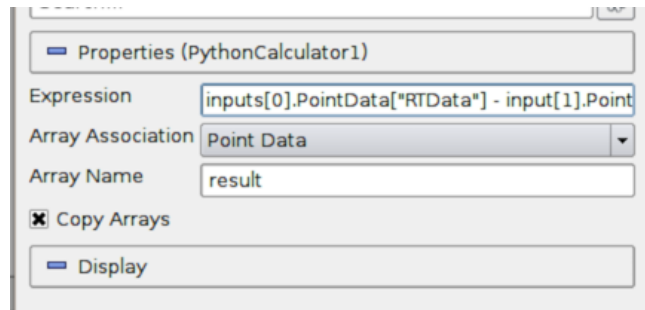 Properties (PythonCalculator1)
Expression inputs[0].PointData["RTData"] - input[1].Point
Array Association Point Data
Array Name result
Copy Arrays
Display